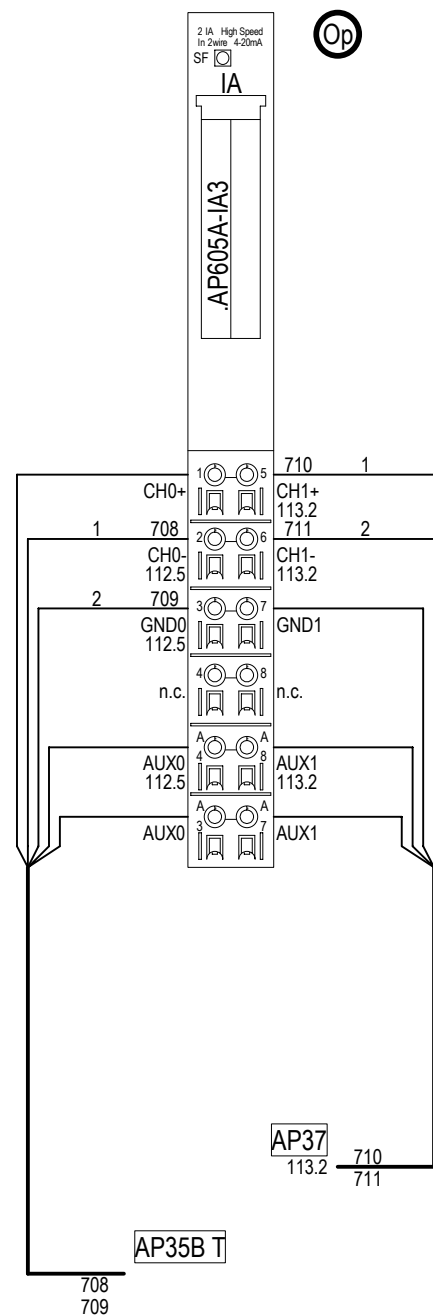 2 IA High Speed
In 2wire 4-20mA
SF
Op
IA
.AP605A-IA3
1 5 710 1
CH0+ CH1+
113.2
1 708 2 6 711 2
CH0- CH1-
112.5 113.2
2 709 3 7
GND0 GND1
112.5
4 8
n.c. n.c.
A A
AUX0 4 8 AUX1
112.5 113.2
A A
AUX0 3 7 AUX1
AP37
113.2 710
711
AP35B T
708
709